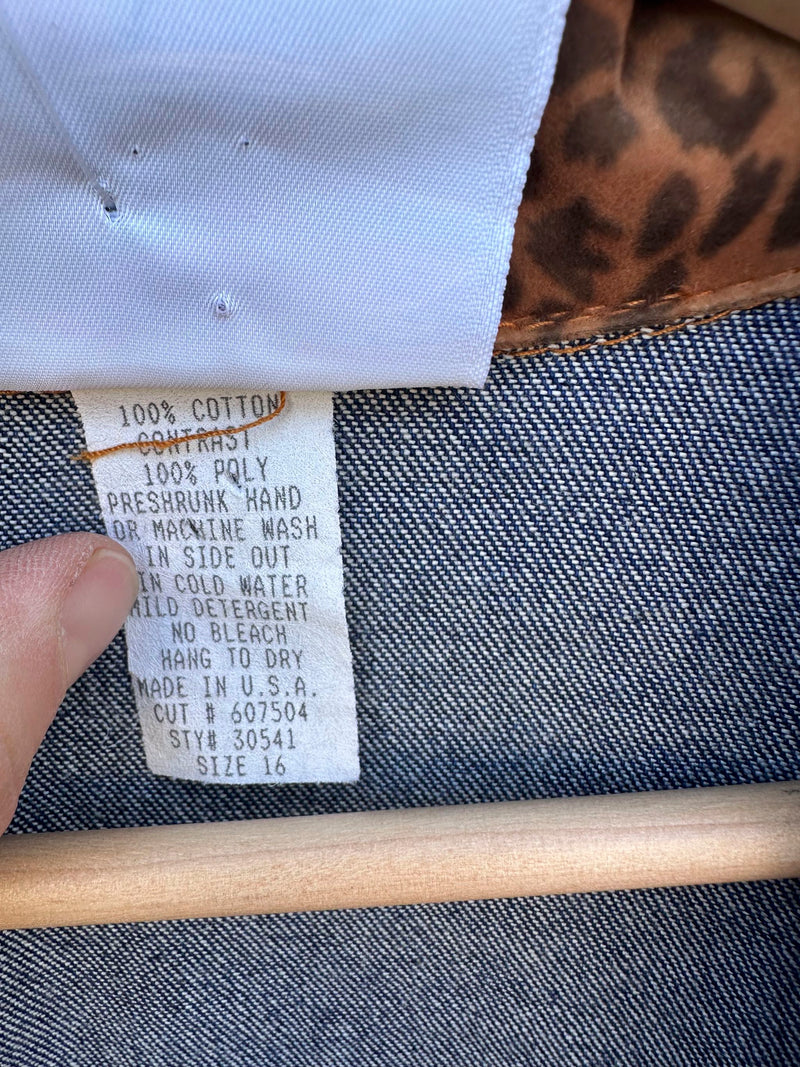 100% COTTON
CONTRAST
100% POLY
PRESHRUNK HAND
OR MACHINE WASH
IN SIDE OUT
IN COLD WATER
MILD DETERGENT
NO BLEACH
HANG TO DRY
MADE IN U.S.A.
CUT # 607504
STY# 30541
SIZE 16